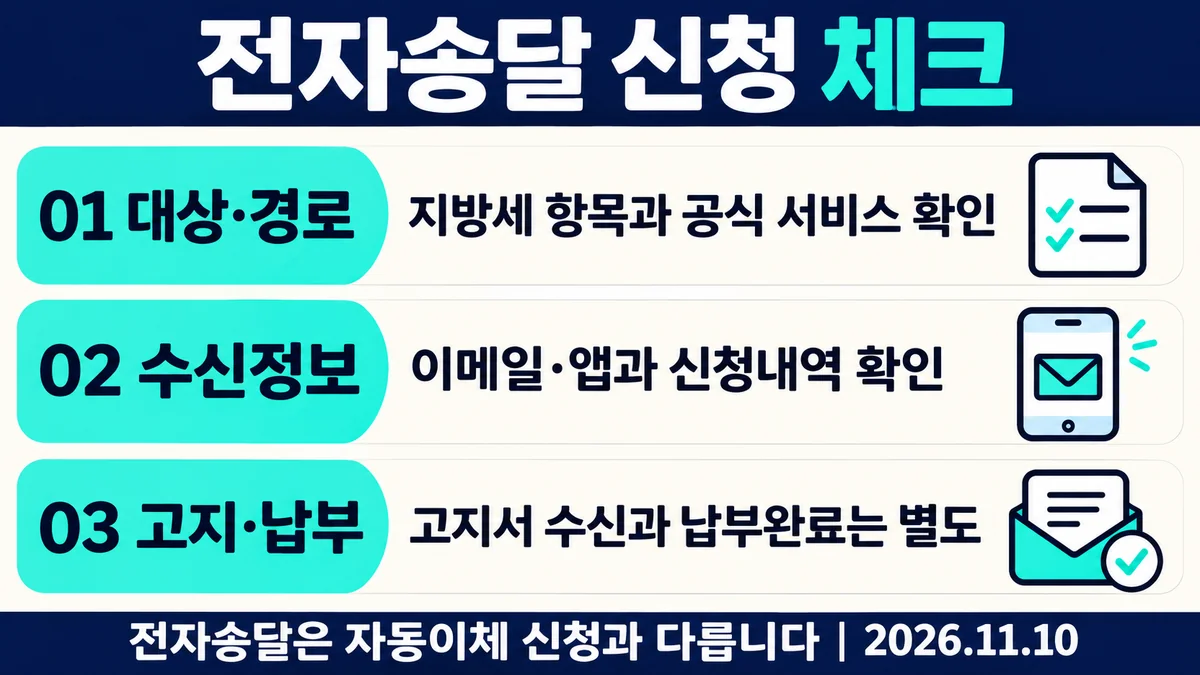 전자송달 신청 체크
01 대상·경로
지방세 항목과 공식 서비스 확인
02 수신정보
이메일·앱과 신청내역 확인
03 고지·납부
고지서 수신과 납부완료는 별도
전자송달은 자동이체 신청과 다릅니다 | 2026.11.10